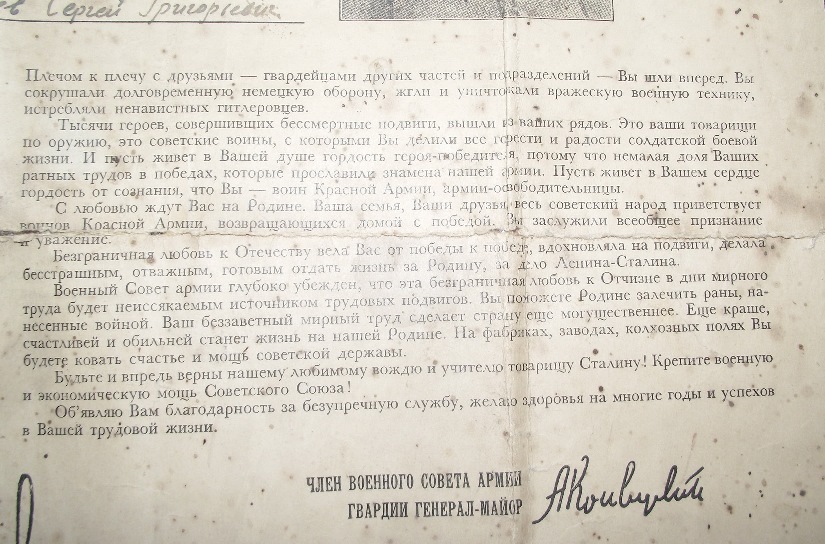 Сергей Григорьевич
Плечом к плечу с друзьями — гвардейцами других частей и подразделений — Вы шли вперед. Вы
сокрушали долговременную немецкую оборону, жгли и уничтожали вражескую военную технику,
истребляли ненавистных гитлеровцев.
Тысячи героев, совершивших бессмертные подвиги, вышли из ваших рядов. Это ваши товарищи
по оружию, это советские воины, с которыми Вы делили все горести и радости солдатской боевой
жизни. И пусть живет в Вашей душе гордость героя-победителя, потому что немалая доля Ваших
ратных трудов в победах, которые прославили знамена нашей армии. Пусть живет в Вашем сердце
гордость от сознания, что Вы — воин Красной Армии, армии-освободительницы.
С любовью ждут Вас на Родине. Ваша семья, Ваши друзья, весь советский народ приветствует
воинов Красной Армии, возвращающихся домой с победой. Вы заслужили всеобщее признание
и уважение.
Безграничная любовь к Отечеству вела Вас от победы к победе, вдохновляла на подвиги, делала
бесстрашным, отважным, готовым отдать жизнь за Родину, за дело Ленина-Сталина.
Военный Совет армии глубоко убежден, что эта безграничная любовь к Отчизне в дни мирного
труда будет неиссякаемым источником трудовых подвигов. Вы поможете Родине залечить раны, на-
несенные войной. Ваш беззаветный мирный труд сделает страну еще могущественнее. Еще краше,
счастливей и обильней станет жизнь на нашей Родине. На фабриках, заводах, колхозных полях Вы
будете ковать счастье и мощь советской державы.
Будьте и впредь верны нашему любимому вождю и учителю товарищу Сталину! Крепите военную
и экономическую мощь Советского Союза!
Об'являю Вам благодарность за безупречную службу, желаю здоровья на многие годы и успехов
в Вашей трудовой жизни.
ЧЛЕН ВОЕННОГО СОВЕТА АРМИИ
ГВАРДИИ ГЕНЕРАЛ-МАЙОР